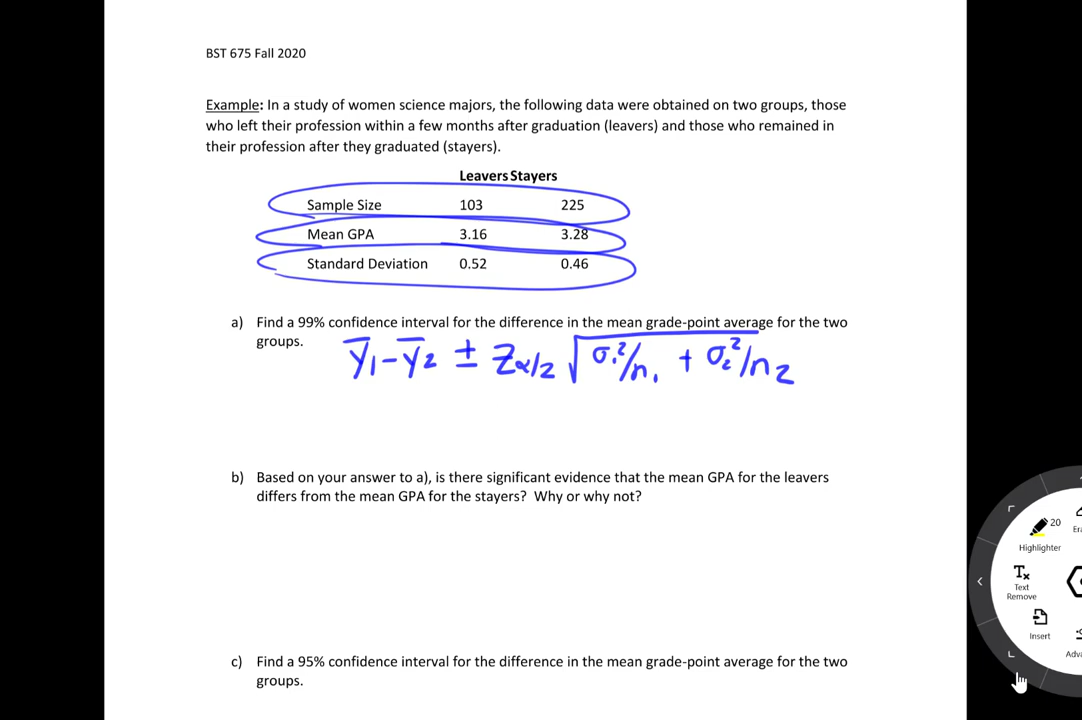 BST 675 Fall 2020
Example: In a study of women science majors, the following data were obtained on two groups, those
who left their profession within a few months after graduation (leavers) and those who remained in
their profession after they graduated (stayers).
Leavers Stayers
Sample Size 103 225
Mean GPA 3.16 3.28
Standard Deviation 0.52 0.46
a) Find a 99% confidence interval for the difference in the mean grade-point average for the two
groups.
ȳ₁-ȳ₂ ± Zα/2 √(σ₁²/n₁ + σ₂²/n₂)
b) Based on your answer to a), is there significant evidence that the mean GPA for the leavers
differs from the mean GPA for the stayers? Why or why not?
c) Find a 95% confidence interval for the difference in the mean grade-point average for the two
groups.
20
Highlighter
Tx
Text
Remove
Insert